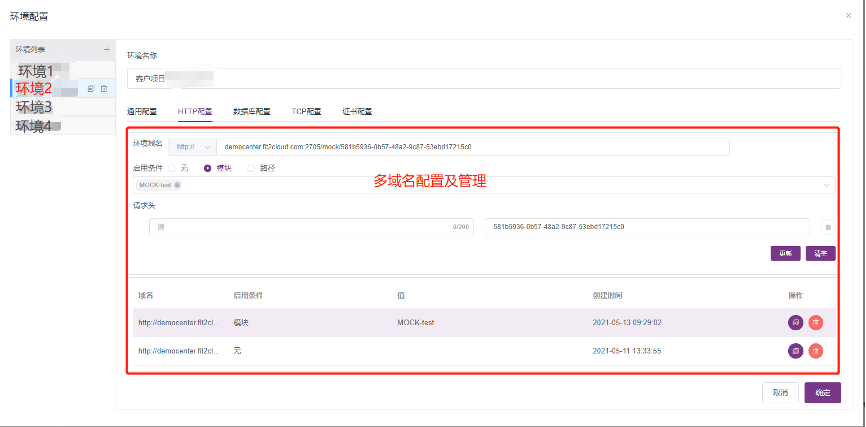 环境配置
环境列表
环境1
环境2
环境3
环境4
环境名称
客户项目
通用配置 HTTP配置 数据库配置 TCP配置 证书配置
环境域名 http:// democenter.fit2cloud.com:2705/mock/581b5936-0b57-48a2-9c87-53ebd17215c0
启用条件 无 模块 路径
多域名配置及管理
MOCK-test
请求头
键 0/200 581b5936-0b57-48a2-9c87-53ebd17215c0
更新 清空
域名 启用条件 值 创建时间 操作
http://democenter.fit2cl... 模块 MOCK-test 2021-05-13 09:29:02
http://democenter.fit2cl... 无 2021-05-11 13:33:55
取消 确定